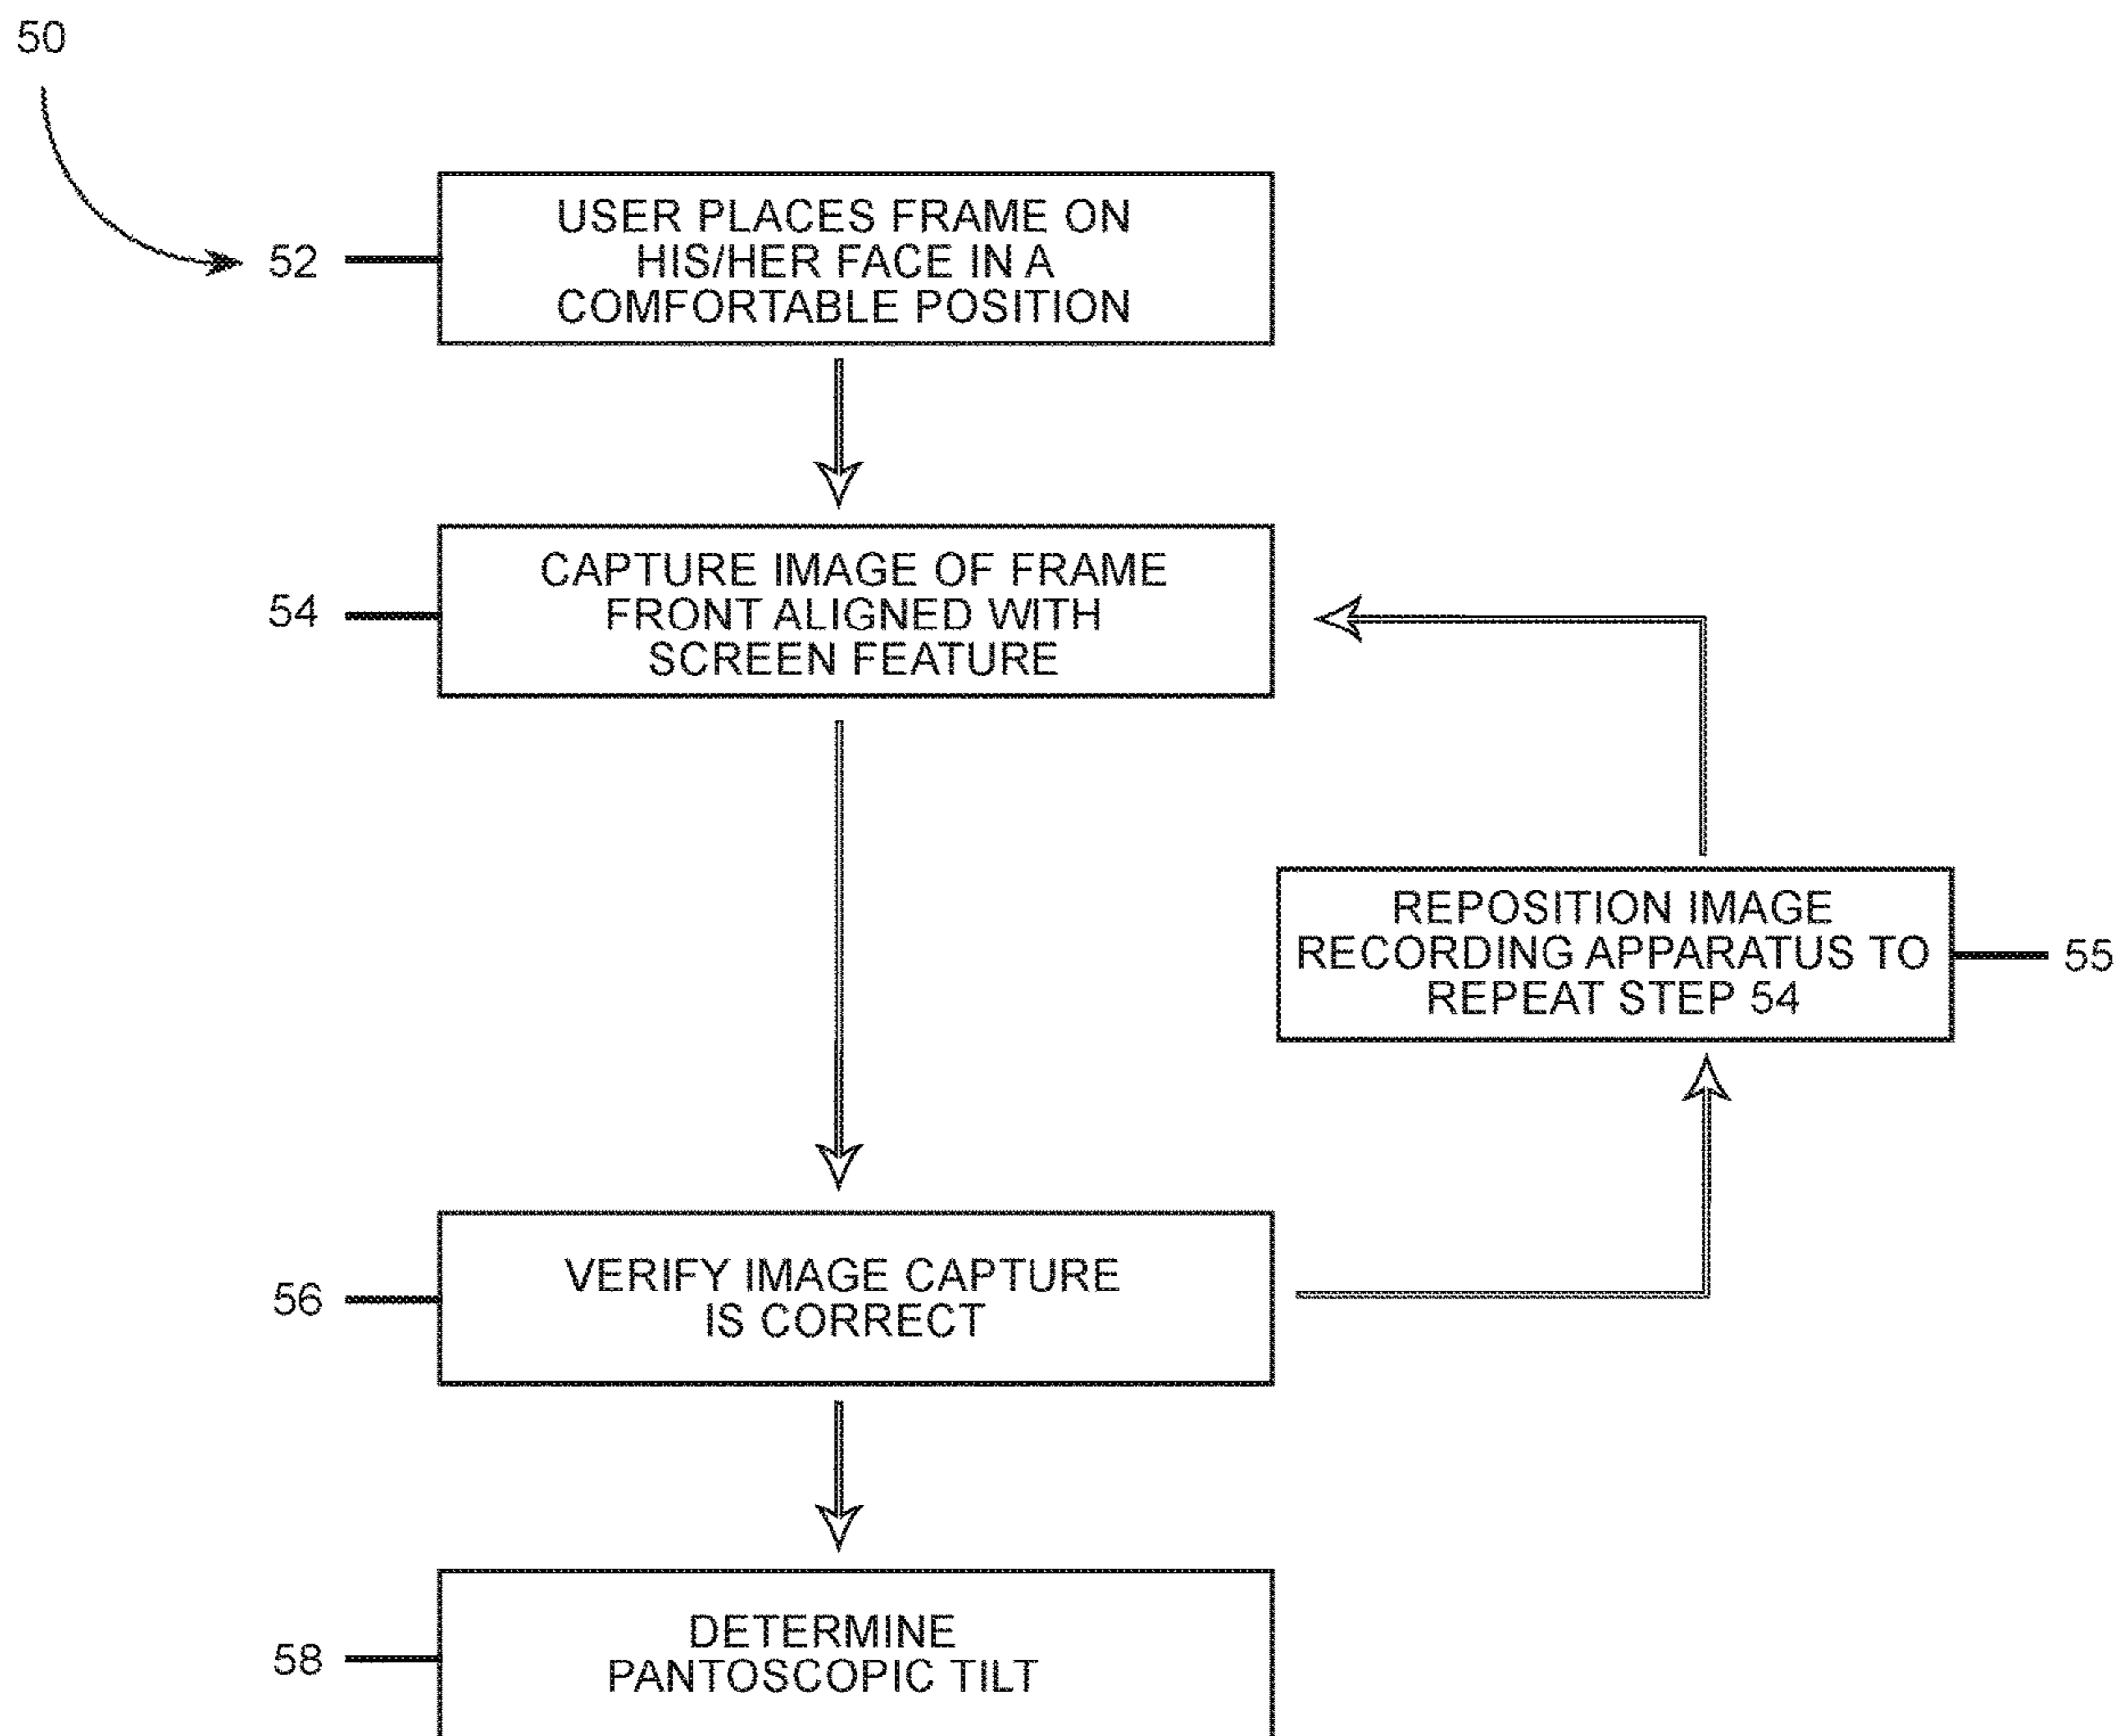 50
52
USER PLACES FRAME ON
HIS/HER FACE IN A
COMFORTABLE POSITION
54
CAPTURE IMAGE OF FRAME
FRONT ALIGNED WITH
SCREEN FEATURE
REPOSITION IMAGE
RECORDING APPARATUS TO
REPEAT STEP 54
55
56
VERIFY IMAGE CAPTURE
IS CORRECT
58
DETERMINE
PANTOSCOPIC TILT